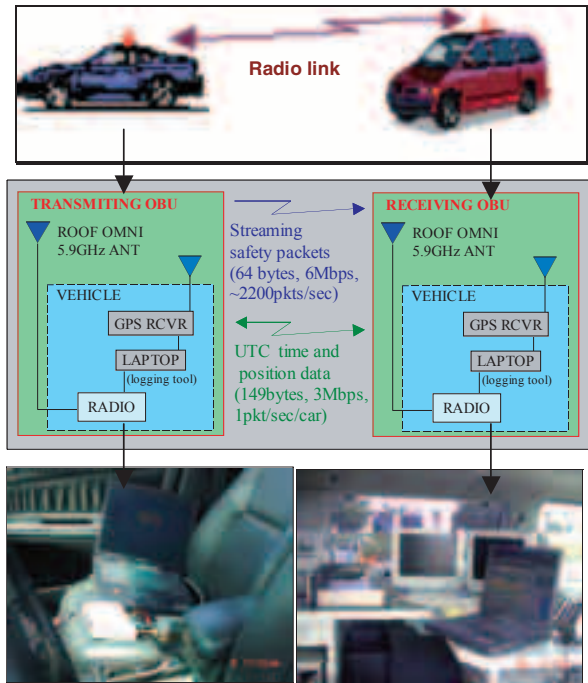 Radio link
TRANSMITING OBU
ROOF OMNI
5.9GHz ANT
VEHICLE
GPS RCVR
LAPTOP
(logging tool)
RADIO
Streaming
safety packets
(64 bytes, 6Mbps,
~2200pkts/sec)
UTC time and
position data
(149bytes, 3Mbps,
1pkt/sec/car)
RECEIVING OBU
ROOF OMNI
5.9GHz ANT
VEHICLE
GPS RCVR
LAPTOP
(logging tool)
RADIO